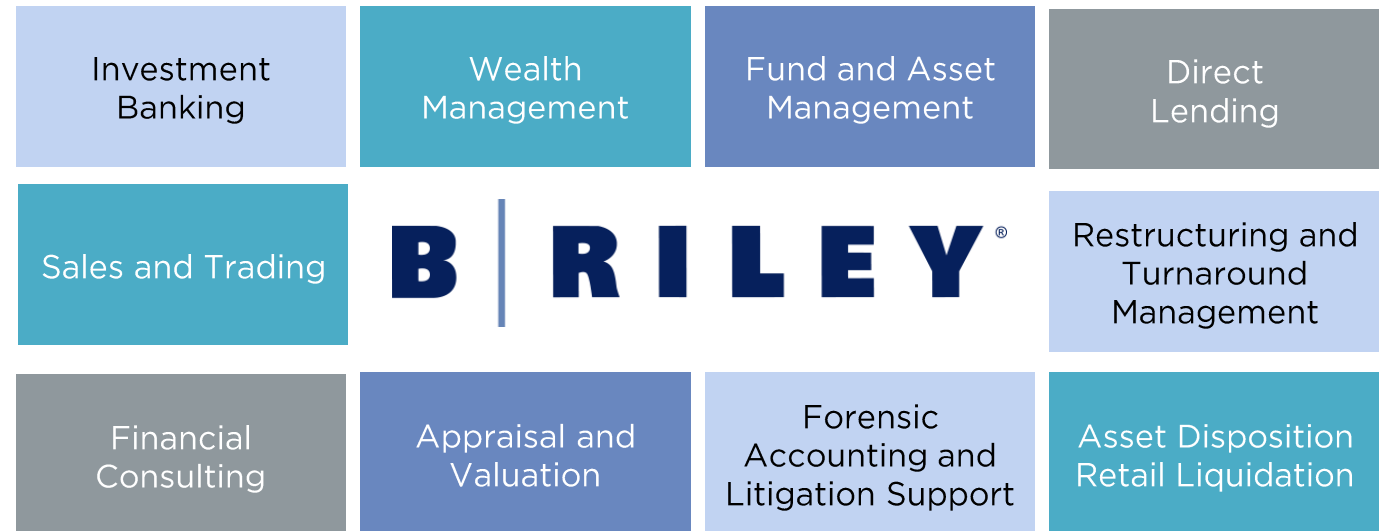 Investment
Banking
Wealth
Management
Fund and Asset
Management
Direct
Lending
Sales and Trading
B | RILEY®
Restructuring and
Turnaround
Management
Financial
Consulting
Appraisal and
Valuation
Forensic
Accounting and
Litigation Support
Asset Disposition
Retail Liquidation